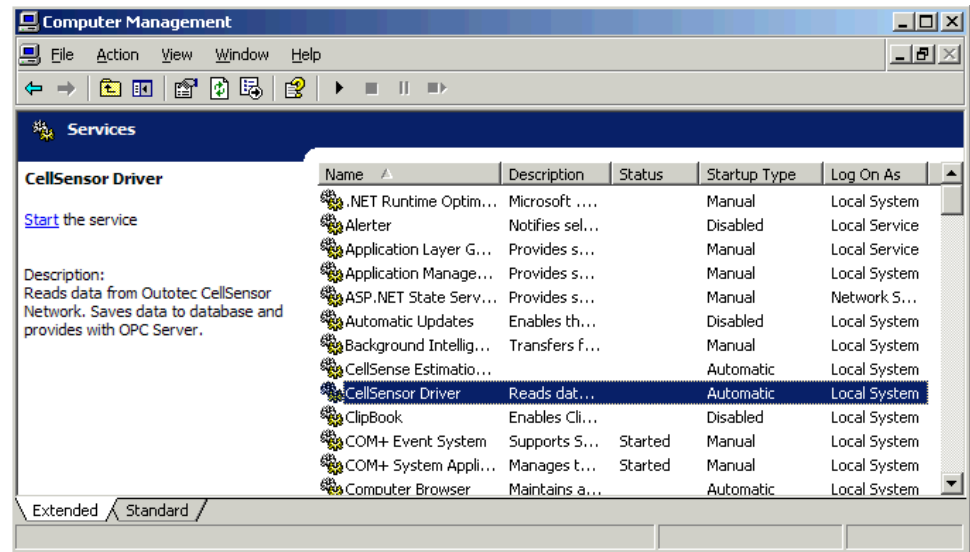 Computer Management
File Action View Window Help
Services
CellSensor Driver
Start the service
Description:
Reads data from Outotec CellSensor
Network. Saves data to database and
provides with OPC Server.
Name Description Status Startup Type Log On As
.NET Runtime Optim... Microsoft .... Manual Local System
Alerter Notifies sel... Disabled Local Service
Application Layer G... Provides s... Manual Local Service
Application Manage... Provides s... Manual Local System
ASP.NET State Serv... Provides s... Manual Network S...
Automatic Updates Enables th... Disabled Local System
Background Intellig... Transfers f... Manual Local System
CellSense Estimatio... Automatic Local System
CellSensor Driver Reads dat... Automatic Local System
ClipBook Enables Cli... Disabled Local System
COM+ Event System Supports S... Started Manual Local System
COM+ System Appli... Manages t... Started Manual Local System
Computer Browser Maintains a... Automatic Local System
Extended Standard